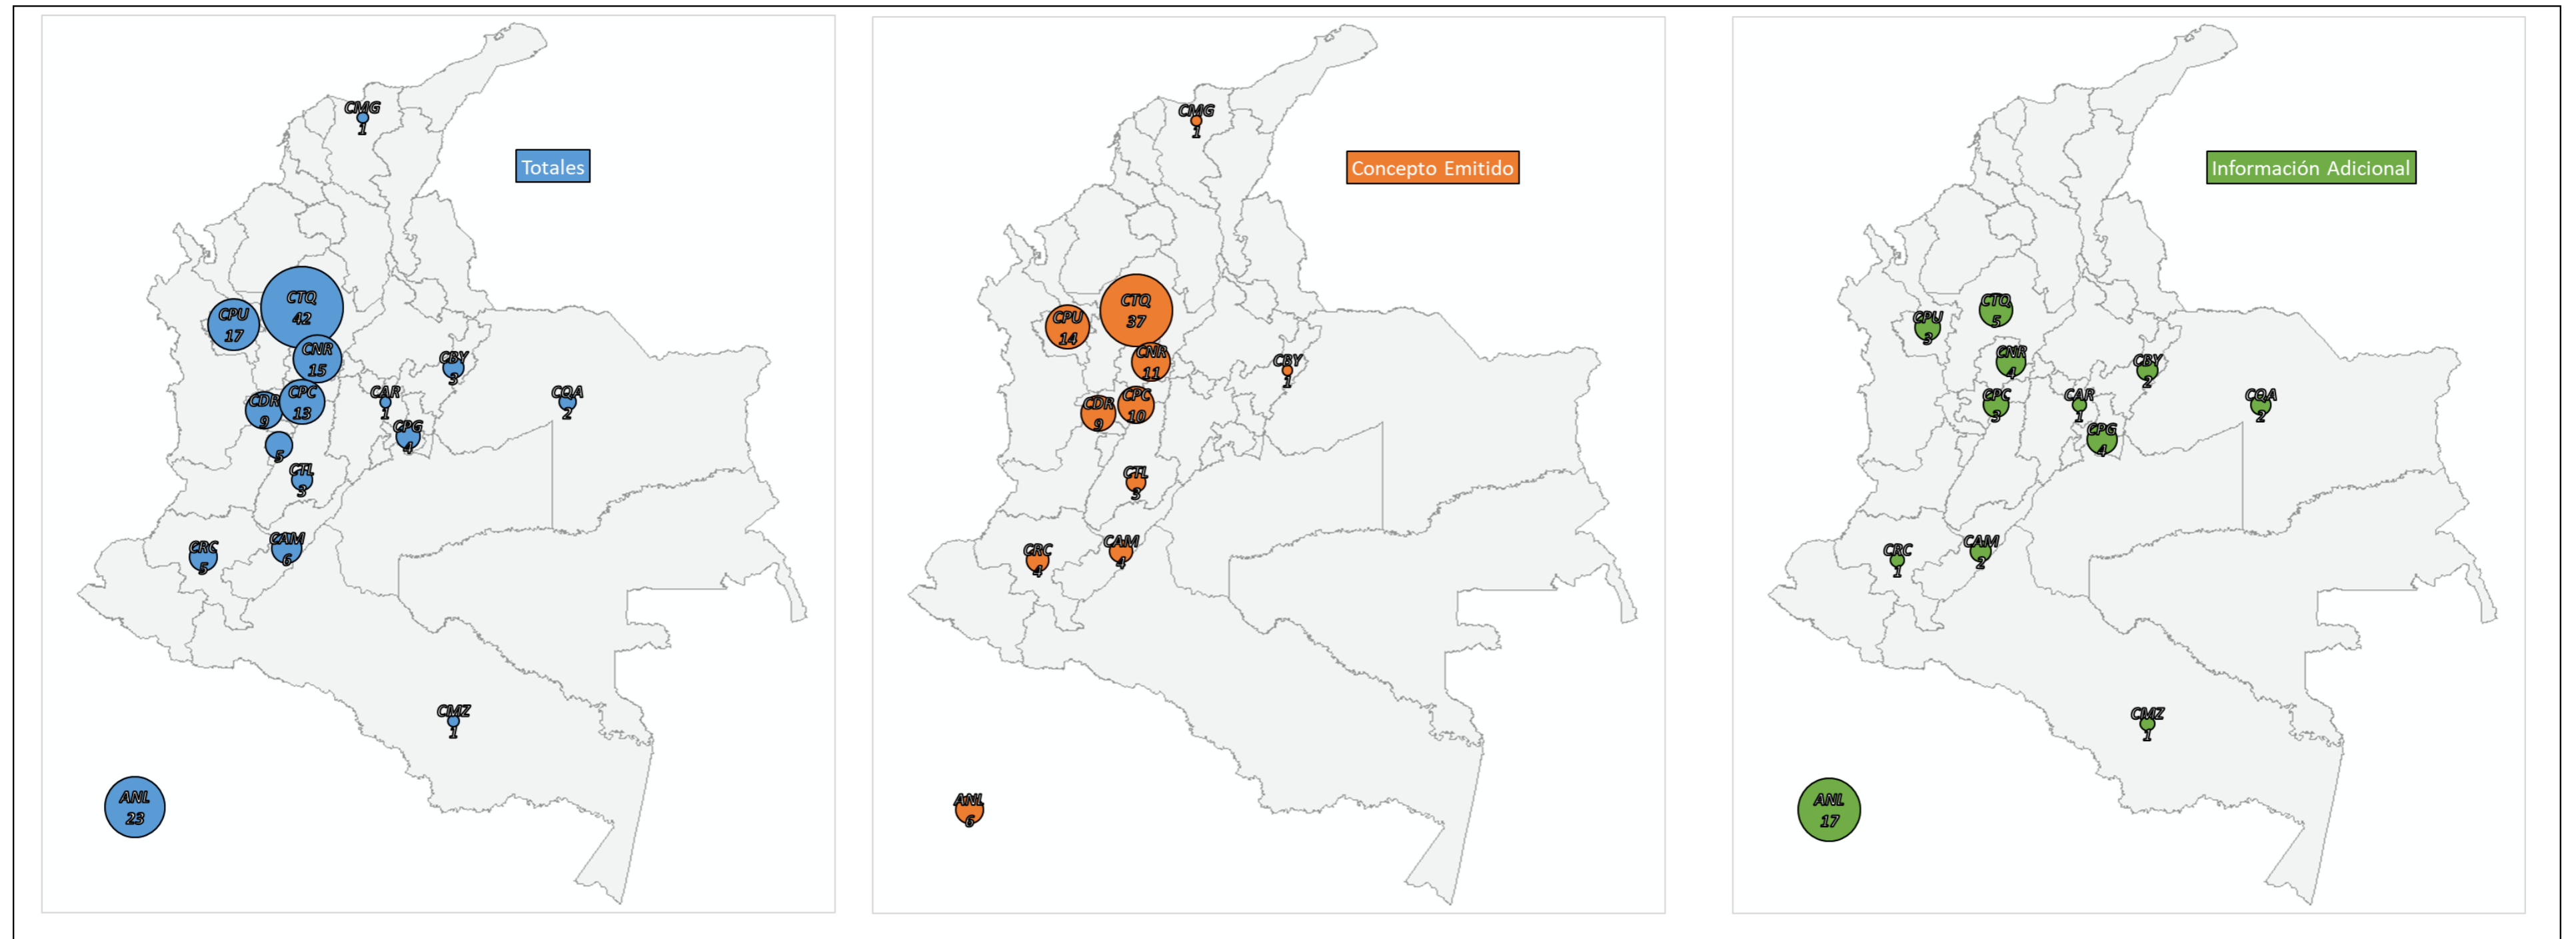 Totales
CMG
1
CTQ
42
CPU
17
CNR
15
CBY
3
CAR
1
CQA
2
CPC
13
CDR
9
CPG
4
5
CTL
3
CAM
6
CRC
5
CMZ
1
ANL
23
Concepto Emitido
CMG
1
CTQ
37
CPU
14
CNR
11
CBY
1
CPC
10
CDR
9
CTL
3
CAM
4
CRC
4
ANL
6
Información Adicional
CTQ
5
CPU
3
CNR
4
CBY
2
CAR
1
CQA
2
CPC
3
CPG
4
CAM
2
CRC
1
CMZ
1
ANL
17